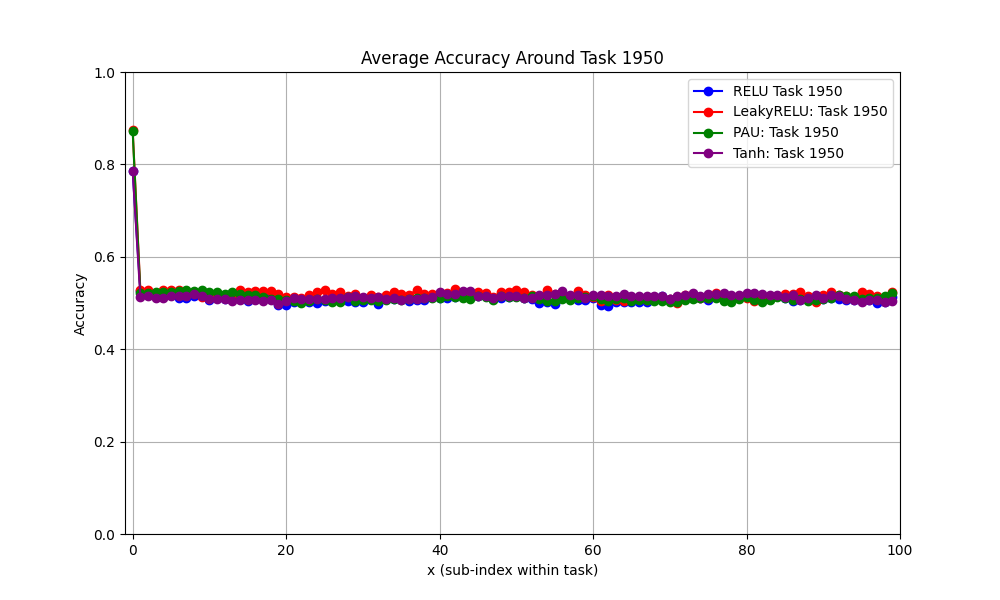 Average Accuracy Around Task 1950
RELU Task 1950
LeakyRELU: Task 1950
PAU: Task 1950
Tanh: Task 1950
1.0
0.8
0.6
0.4
0.2
0.0
Accuracy
0 20 40 60 80 100
x (sub-index within task)